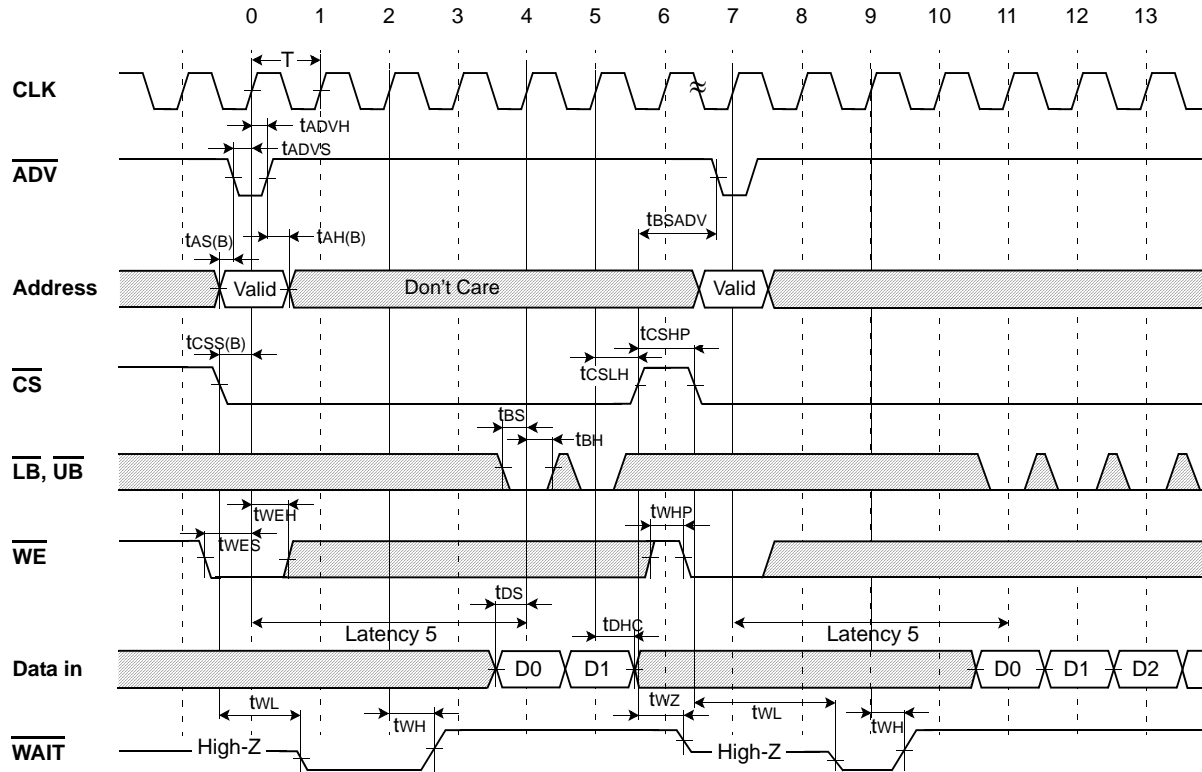 0 1 2 3 4 5 6 7 8 9 10 11 12 13
T
CLK
tADVH
tADVS
ADV
tBSADV
tAS(B)
tAH(B)
Address
Valid
Don't Care
Valid
tCSHP
tCSS(B)
tCSLH
CS
tBS
tBH
LB, UB
tWEH
tWHP
tWES
WE
tDS
tDHC
Latency 5
Latency 5
Data in
D0
D1
D0
D1
D2
tWL
tWH
tWZ
tWL
tWH
WAIT
High-Z
High-Z